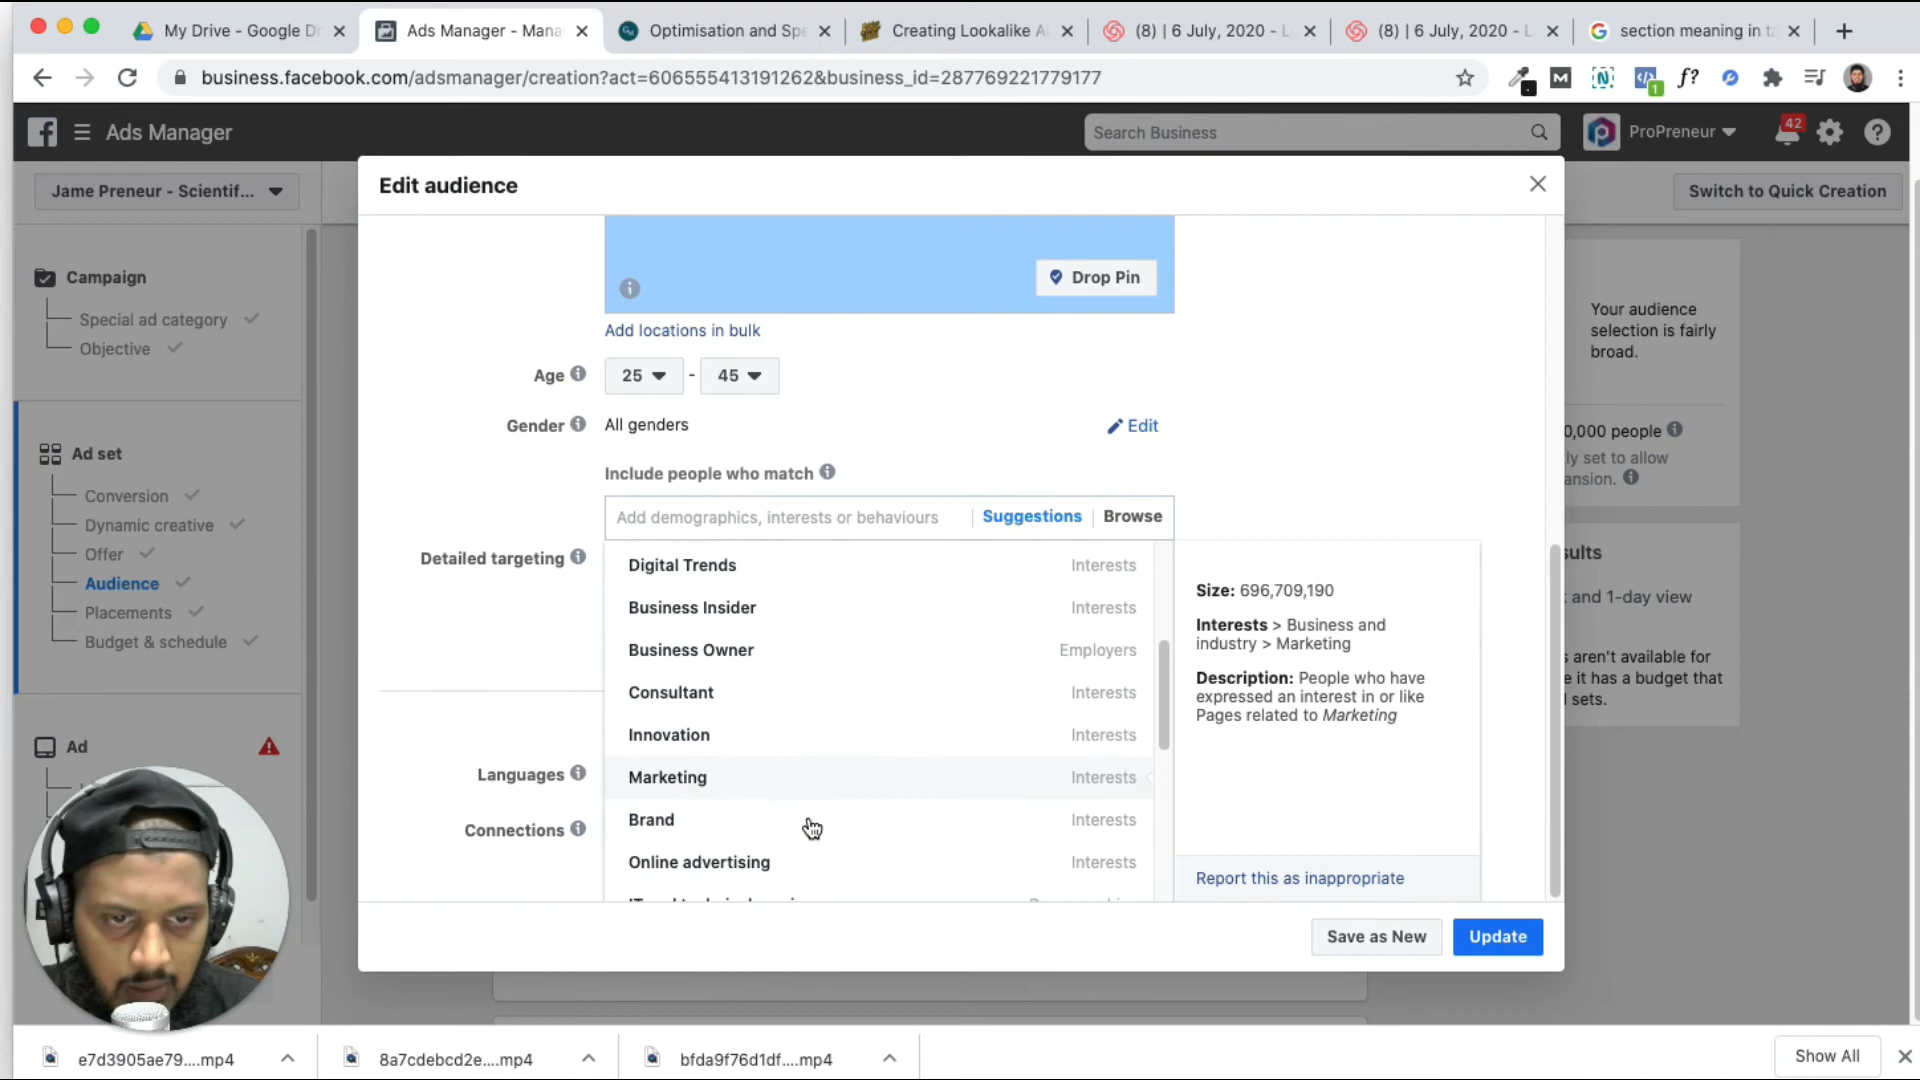 My Drive - Google D
Ads Manager - Mana
Optimisation and Spe
Creating Lookalike A
(8) | 6 July, 2020 - L
(8) | 6 July, 2020 - L
section meaning in t
business.facebook.com/adsmanager/creation?act=606555413191262&business_id=287769221779177
Ads Manager
Search Business
ProPreneur
42
Jame Preneur - Scientif...
Switch to Quick Creation
Edit audience
Campaign
Special ad category
Objective
Drop Pin
Add locations in bulk
Your audience
selection is fairly
broad.
Age
25
-
45
Gender
All genders
Edit
0,000 people
ly set to allow
ansion.
Ad set
Conversion
Dynamic creative
Offer
Audience
Placements
Budget & schedule
Include people who match
Add demographics, interests or behaviours
Suggestions
Browse
Detailed targeting
Digital Trends Interests
Business Insider Interests
Business Owner Employers
Consultant Interests
Innovation Interests
Marketing Interests
Brand Interests
Online advertising Interests
Size: 696,709,190
Interests > Business and
industry > Marketing
Description: People who have
expressed an interest in or like
Pages related to Marketing
Report this as inappropriate
sults
and 1-day view
s aren't available for
e it has a budget that
l sets.
Ad
Languages
Connections
Save as New
Update
e7d3905ae79....mp4
8a7cdebcd2e....mp4
bfda9f76d1df....mp4
Show All